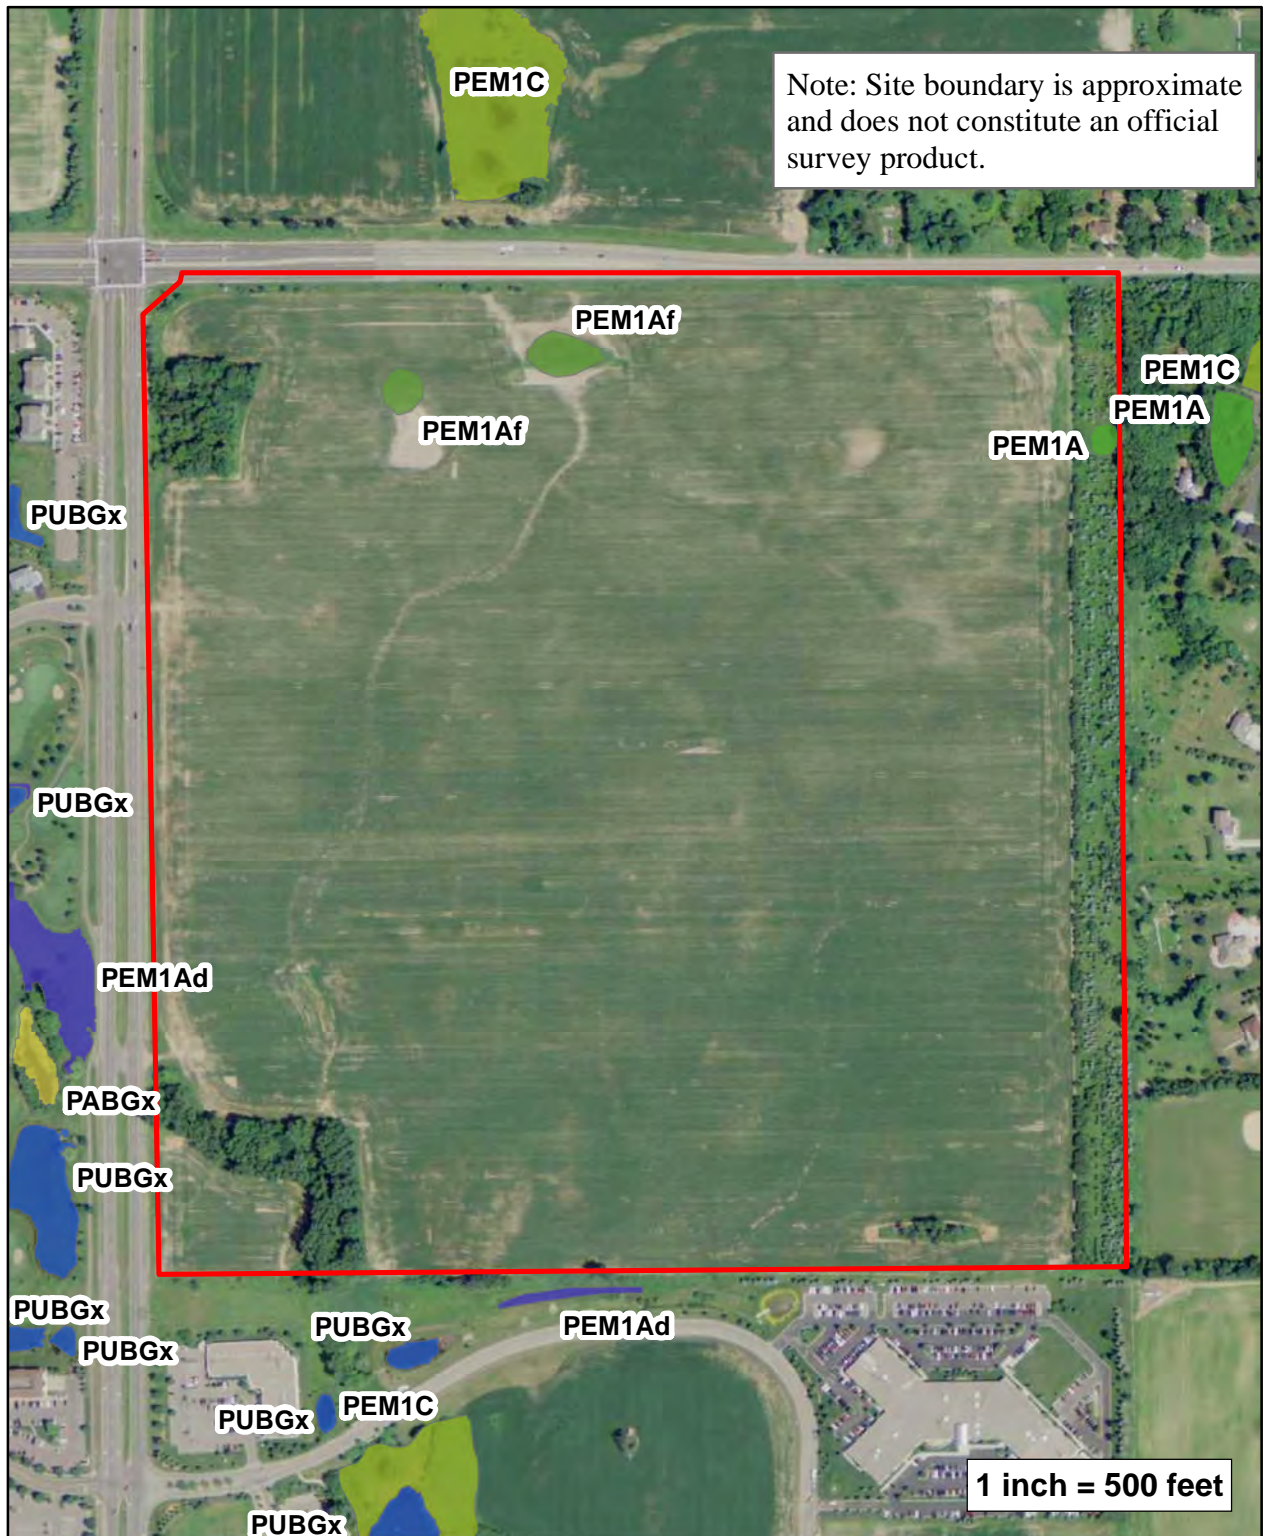 PEM1C
Note: Site boundary is approximate
and does not constitute an official
survey product.
PEM1Af
PEM1C
PEM1A
PEM1Af
PEM1A
PUBGx
PUBGx
PEM1Ad
PABGx
PUBGx
PUBGx
PUBGx
PUBGx
PEM1Ad
PUBGx
PEM1C
1 inch = 500 feet
PUBGx